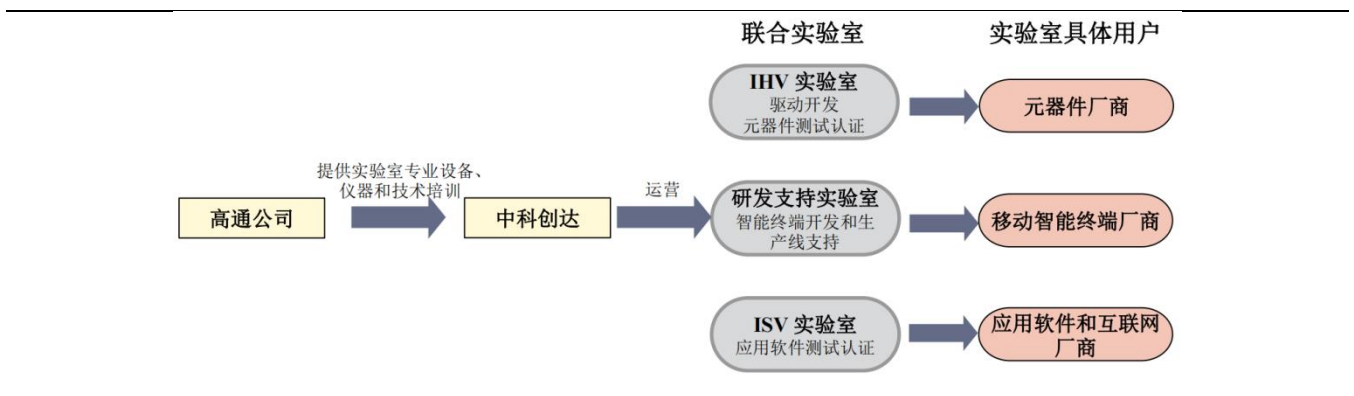 联合实验室
实验室具体用户
IHV 实验室
驱动开发
元器件测试认证
元器件厂商
提供实验室专业设备、
仪器和技术培训
运营
高通公司
中科创达
研发支持实验室
智能终端开发和生
产线支持
移动智能终端厂商
ISV 实验室
应用软件测试认证
应用软件和互联网
厂商